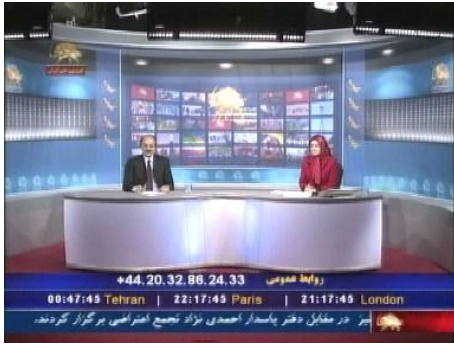 +44.20.32.86.24.33 روابط عمومی
00:47:45 Tehran | 22:17:45 Paris | 21:17:45 London
نیز در مقابل دفتر پاسدار احمدی نژاد تجمع اعتراضی برگزار کردند.